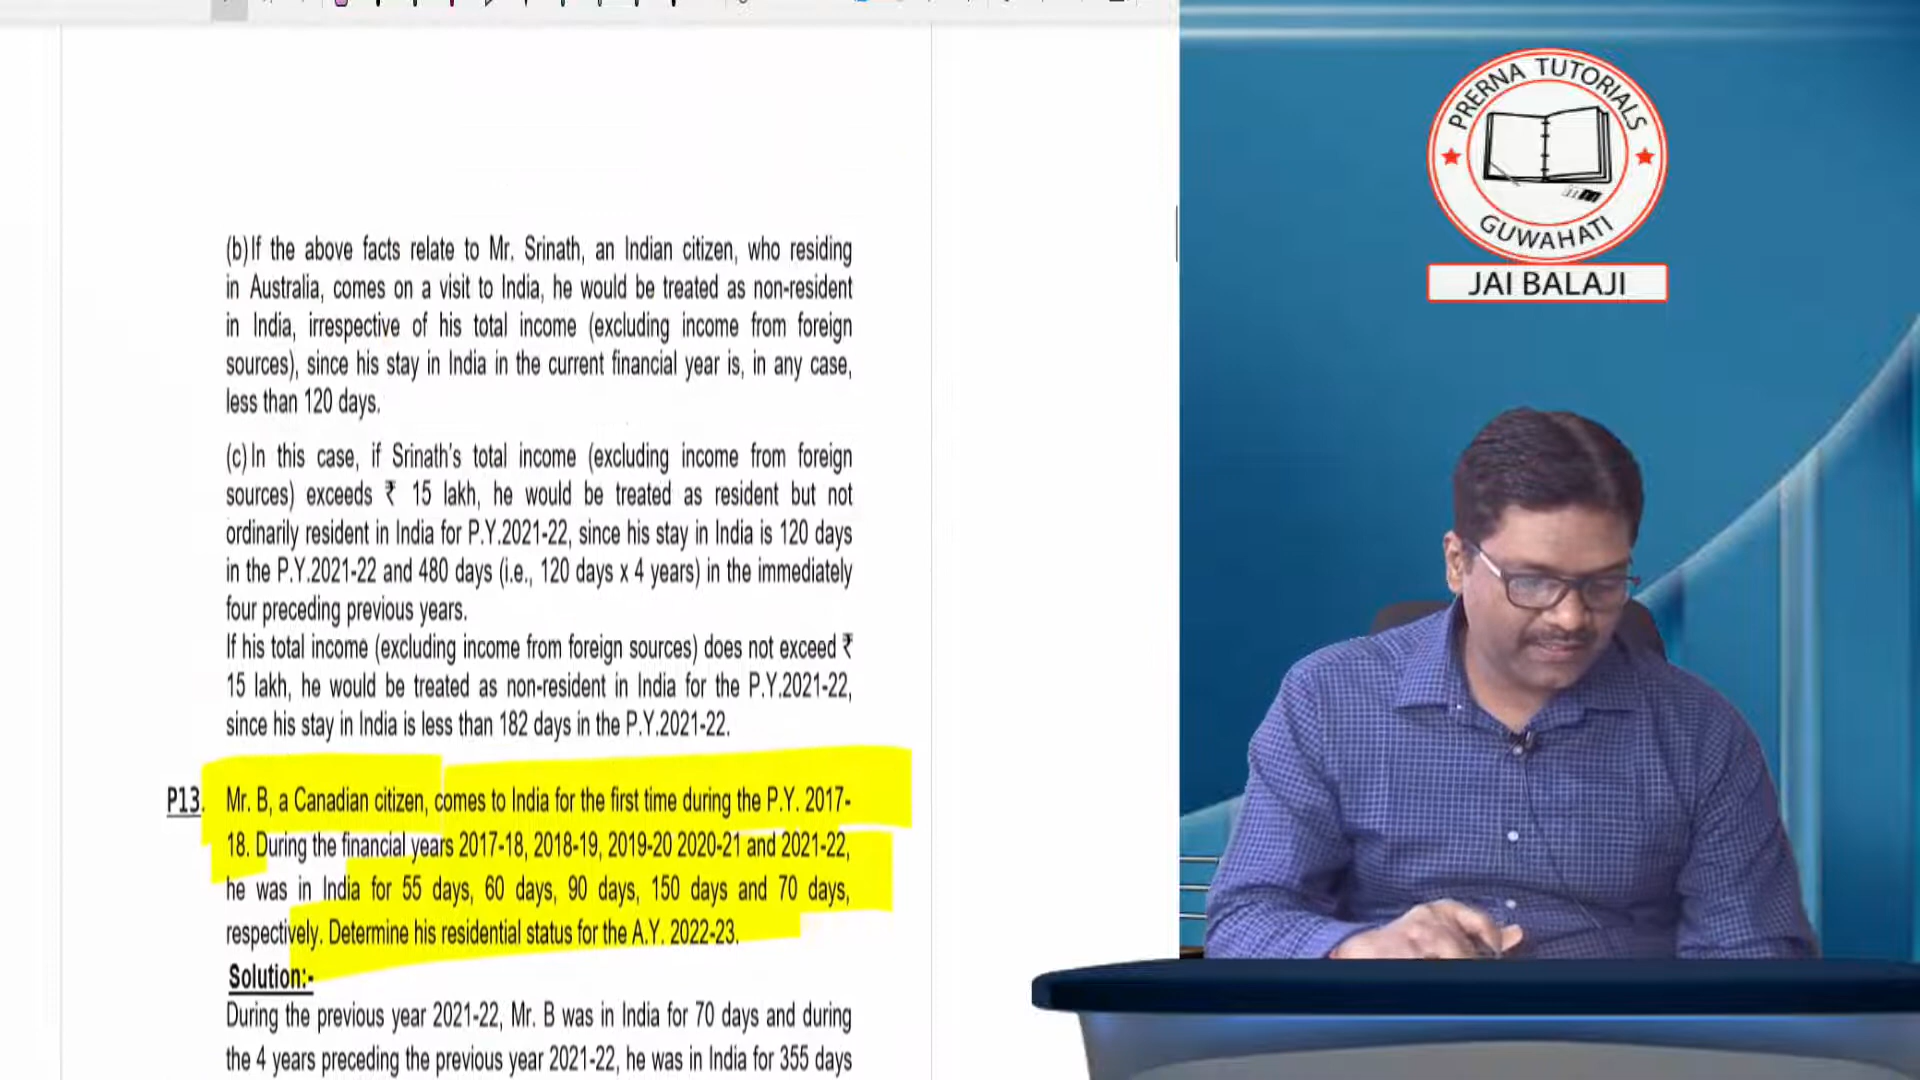 (b) If the above facts relate to Mr. Srinath, an Indian citizen, who residing
in Australia, comes on a visit to India, he would be treated as non-resident
in India, irrespective of his total income (excluding income from foreign
sources), since his stay in India in the current financial year is, in any case,
less than 120 days.
(c) In this case, if Srinath's total income (excluding income from foreign
sources) exceeds ₹ 15 lakh, he would be treated as resident but not
ordinarily resident in India for P.Y.2021-22, since his stay in India is 120 days
in the P.Y.2021-22 and 480 days (i.e., 120 days x 4 years) in the immediately
four preceding previous years.
If his total income (excluding income from foreign sources) does not exceed ₹
15 lakh, he would be treated as non-resident in India for the P.Y.2021-22,
since his stay in India is less than 182 days in the P.Y.2021-22.
P13. Mr. B, a Canadian citizen, comes to India for the first time during the P.Y. 2017-
18. During the financial years 2017-18, 2018-19, 2019-20 2020-21 and 2021-22,
he was in India for 55 days, 60 days, 90 days, 150 days and 70 days,
respectively. Determine his residential status for the A.Y. 2022-23.
Solution:-
During the previous year 2021-22, Mr. B was in India for 70 days and during
the 4 years preceding the previous year 2021-22, he was in India for 355 days
PRERNA TUTORIALS
GUWAHATI
JAI BALAJI